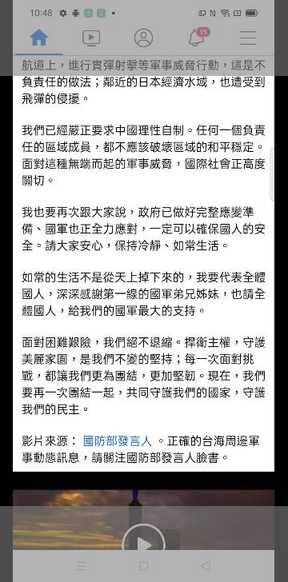 10:48
15
航道上，進行實彈射擊等軍事威脅行動，這是不
負責任的做法；鄰近的日本經濟水域，也遭受到
飛彈的侵擾。
我們已經嚴正要求中國理性自制。任何一個負責
任的區域成員，都不應該破壞區域的和平穩定。
面對這種無端而起的軍事威脅，國際社會正高度
關切。
我也要再次跟大家說，政府已做好完整應變準
備、國軍也正全力應對，一定可以確保國人的安
全。請大家安心，保持冷靜、如常生活。
如常的生活不是從天上掉下來的，我要代表全體
國人，深深感謝第一線的國軍弟兄姊妹，也請全
體國人，給我們的國軍最大的支持。
面對困難艱險，我們絕不退縮。捍衛主權，守護
美麗家園，是我們不變的堅持；每一次面對挑
戰，都讓我們更為團結，更加堅韌。現在，我們
要再一次團結一起，共同守護我們的國家，守護
我們的民主。
影片來源： 國防部發言人 。正確的台海周邊軍
事動態訊息，請關注國防部發言人臉書。